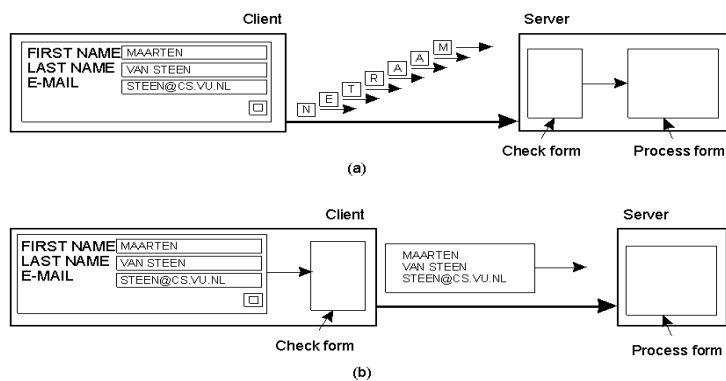 Client
Server
FIRST NAME MAARTEN
LAST NAME VAN STEEN
E-MAIL STEEN@CS.VU.NL
N E T R A A M
Check form
Process form
(a)
Client
Server
FIRST NAME MAARTEN
LAST NAME VAN STEEN
E-MAIL STEEN@CS.VU.NL
MAARTEN
VAN STEEN
STEEN@CS.VU.NL
Check form
Process form
(b)